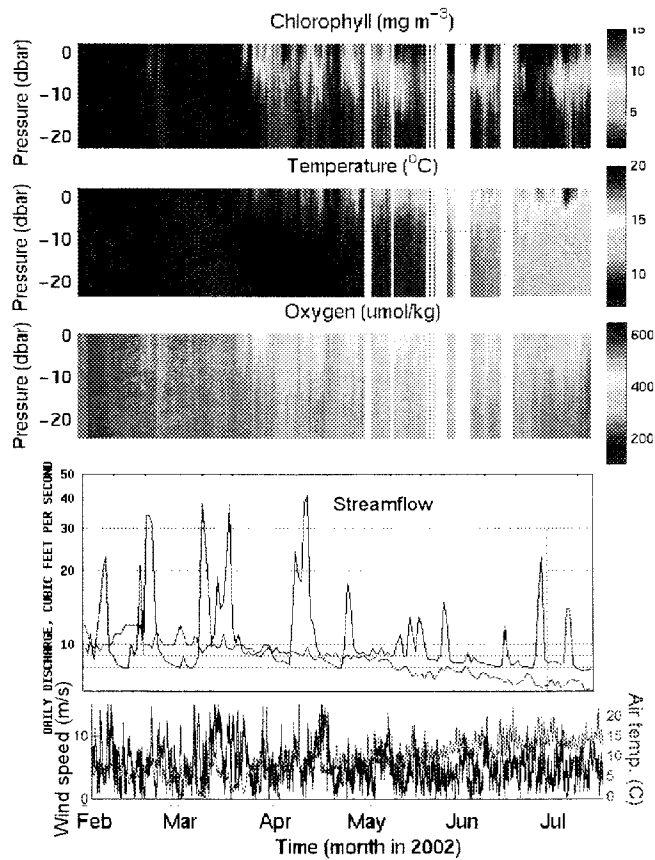 Chlorophyll (mg m⁻³)
Pressure (dbar)
0
-10
-20
15
10
5
Temperature (⁰C)
Pressure (dbar)
0
-10
-20
20
15
10
Oxygen (umol/kg)
Pressure (dbar)
0
-10
-20
600
400
200
DAILY DISCHARGE, CUBIC FEET PER SECOND
50
40
30
20
10
Streamflow
Wind speed (m/s)
10
0
20
15
10
5
0
Air temp. (C)
Feb Mar Apr May Jun Jul
Time (month in 2002)